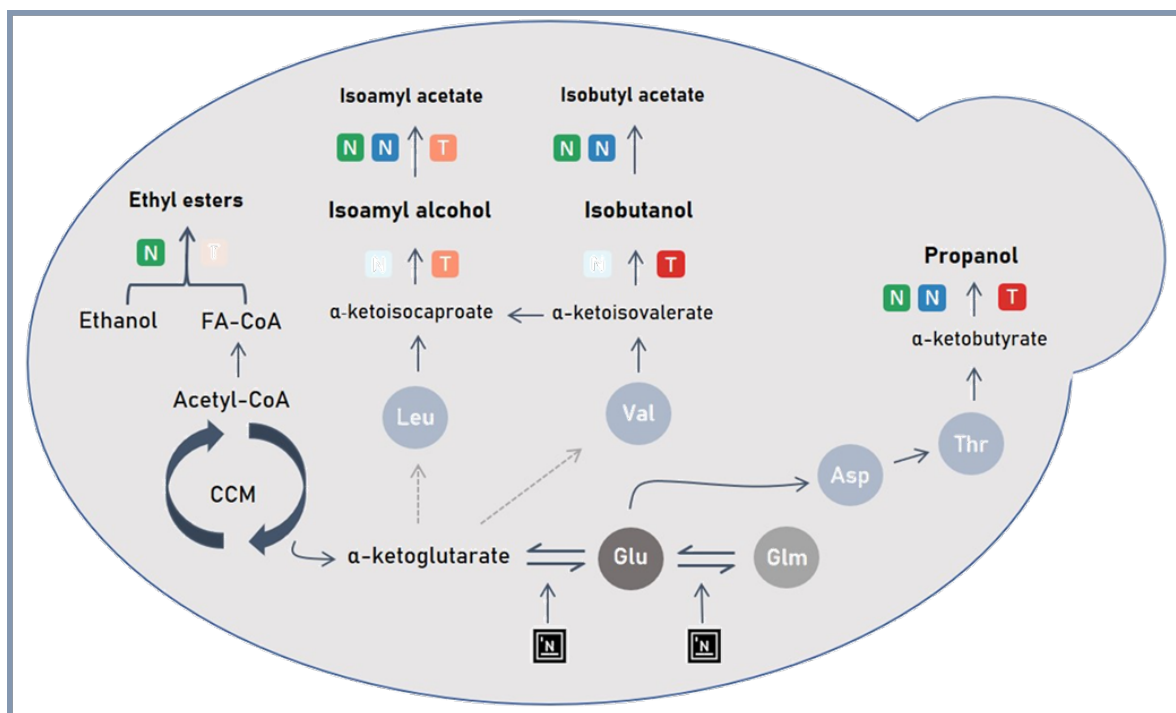 Isoamyl acetate
Isobutyl acetate
N N T
N N
Ethyl esters
Isoamyl alcohol
Isobutanol
N T
N T
N T
Propanol
N N T
Ethanol
FA-CoA
α-ketoisocaproate
α-ketoisovalerate
α-ketobutyrate
Acetyl-CoA
Leu
Val
Thr
Asp
CCM
α-ketoglutarate
Glu
Glm
'N
'N